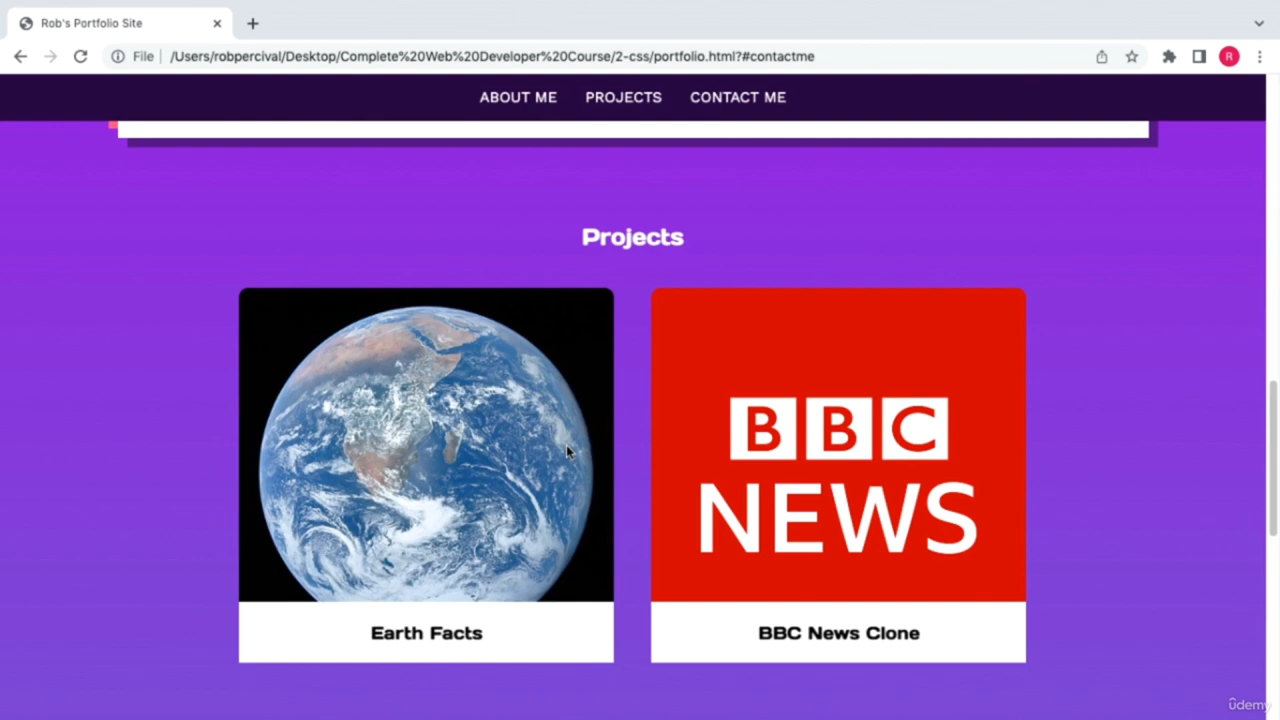 Rob's Portfolio Site
File
/Users/robpercival/Desktop/Complete%20Web%20Developer%20Course/2-css/portfolio.html?#contactme
R
ABOUT ME PROJECTS CONTACT ME
Projects
BBC
NEWS
Earth Facts
BBC News Clone
ûdemy